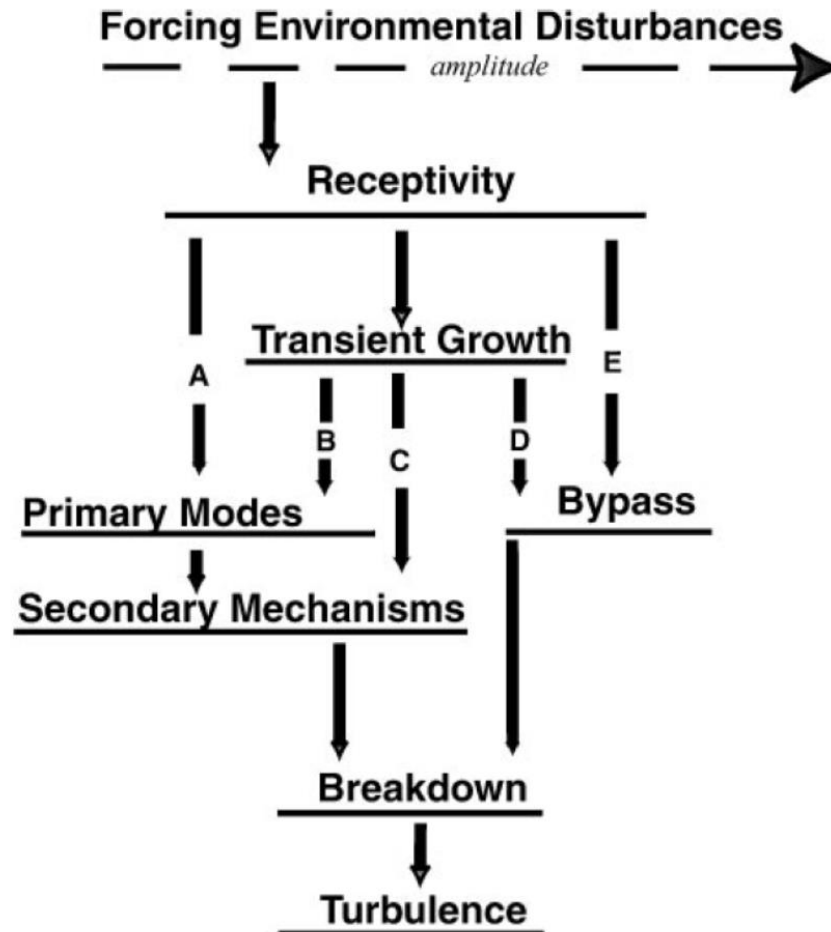 Forcing Environmental Disturbances
amplitude
Receptivity
Transient Growth
A
E
B
D
C
Primary Modes
Bypass
Secondary Mechanisms
Breakdown
Turbulence